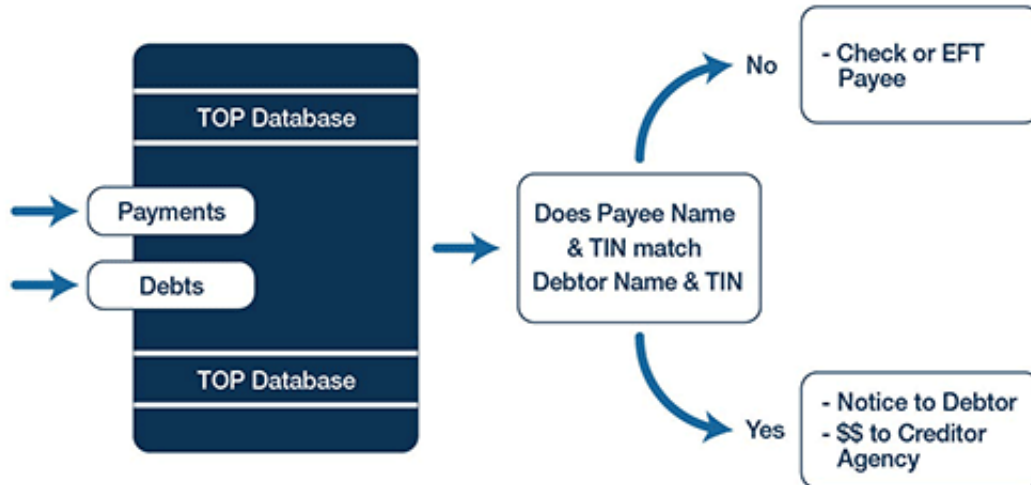 TOP Database
Payments
Debts
TOP Database
Does Payee Name
& TIN match
Debtor Name & TIN
No
- Check or EFT
Payee
Yes
- Notice to Debtor
- $$ to Creditor
Agency